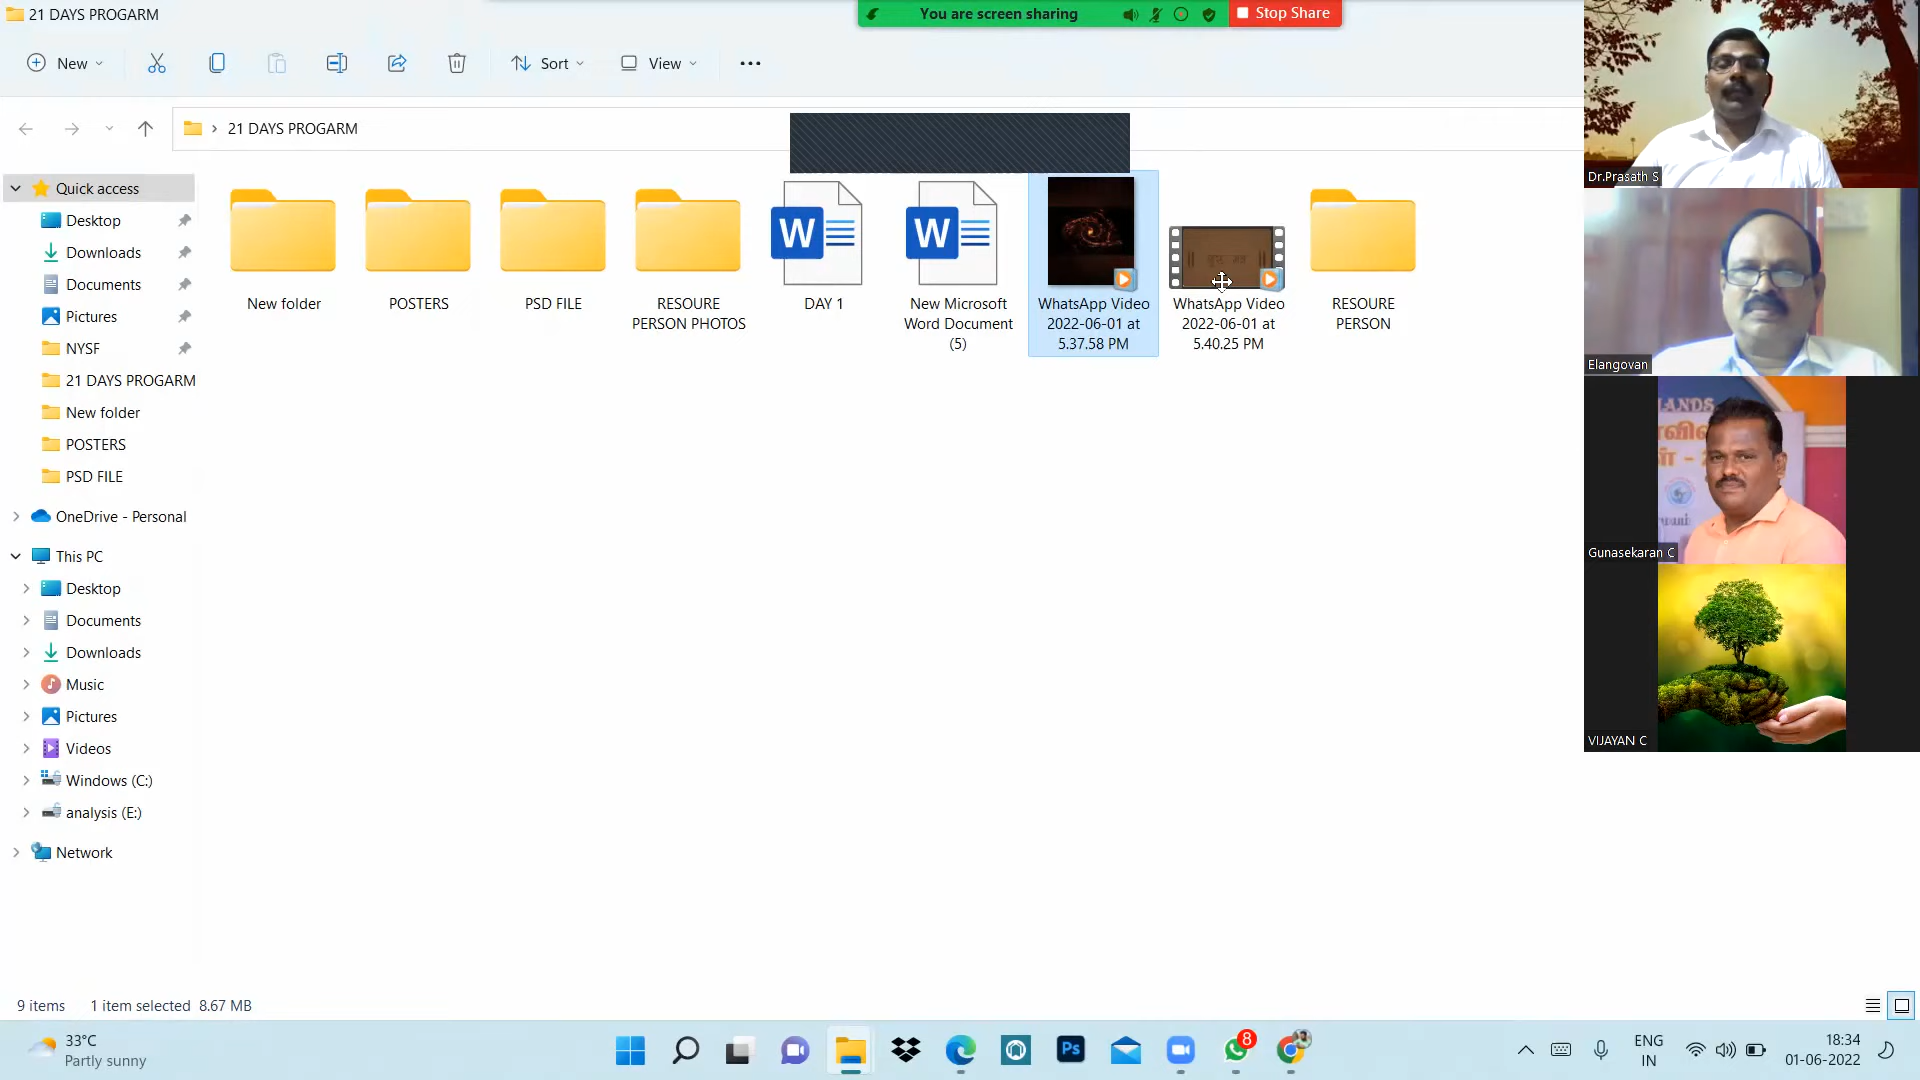 21 DAYS PROGARM
You are screen sharing
Stop Share
New
Sort
View
21 DAYS PROGARM
Quick access
Desktop
Downloads
Documents
Pictures
NYSF
21 DAYS PROGARM
New folder
POSTERS
PSD FILE
OneDrive - Personal
This PC
Desktop
Documents
Downloads
Music
Pictures
Videos
Windows (C:)
analysis (E:)
Network
New folder
POSTERS
PSD FILE
RESOURE
PERSON PHOTOS
DAY 1
New Microsoft
Word Document
(5)
WhatsApp Video
2022-06-01 at
5.37.58 PM
WhatsApp Video
2022-06-01 at
5.40.25 PM
RESOURE
PERSON
Dr.Prasath S
Elangovan
Gunasekaran C
VIJAYAN C
9 items
1 item selected 8.67 MB
33°C
Partly sunny
Ps
8
ENG
IN
18:34
01-06-2022